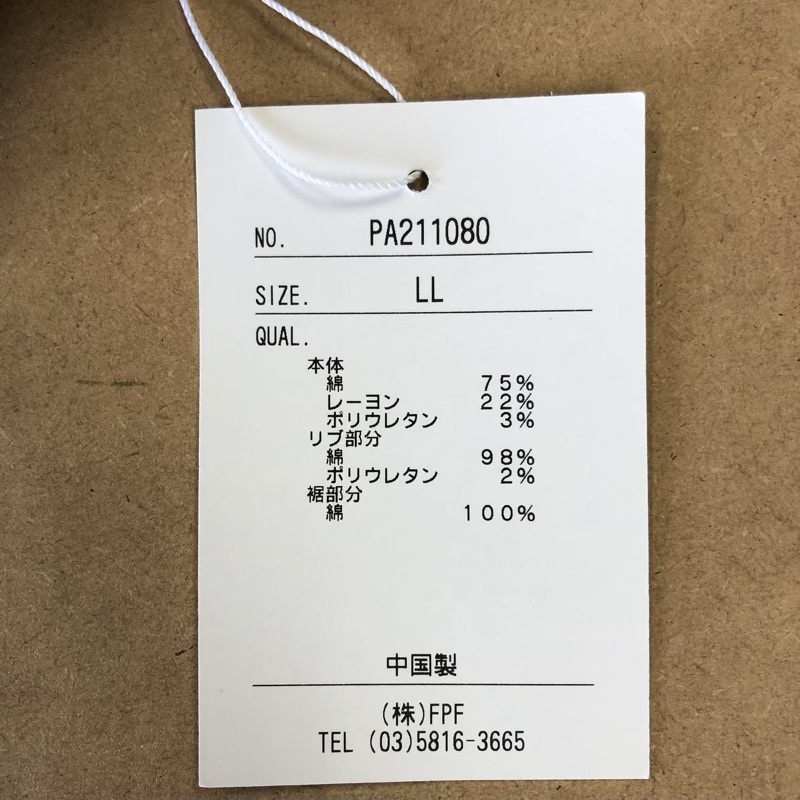 NO. PA211080
SIZE. LL
QUAL.
本体
綿 75%
レーヨン 22%
ポリウレタン 3%
リブ部分
綿 98%
ポリウレタン 2%
裾部分
綿 100%
中国製
(株)FPF
TEL (03)5816-3665